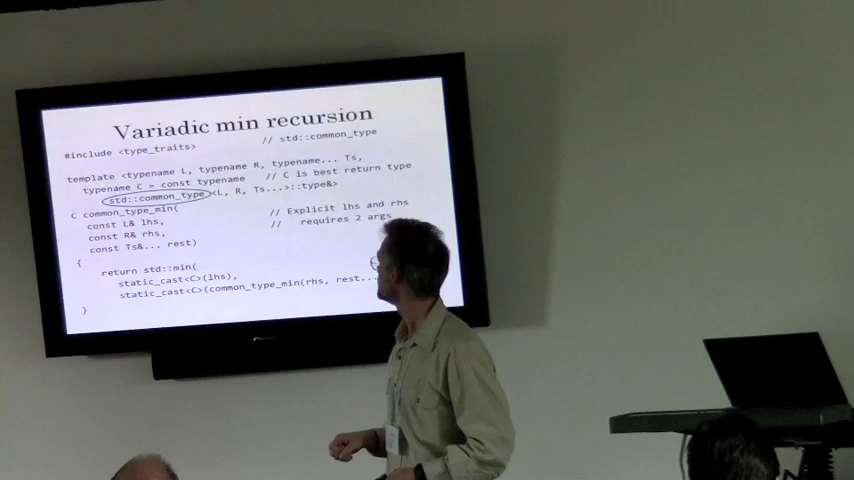 Variadic min recursion
#include <type_traits> // std::common_type
template <typename L, typename R, typename... Ts,
typename C = const typename // C is best return type
std::common_type<L, R, Ts...>::type&>
C common_type_min( // Explicit lhs and rhs
const L& lhs, // requires 2 args
const R& rhs,
const Ts&... rest)
{
return std::min(
static_cast<C>(lhs),
static_cast<C>(common_type_min(rhs, rest...
}